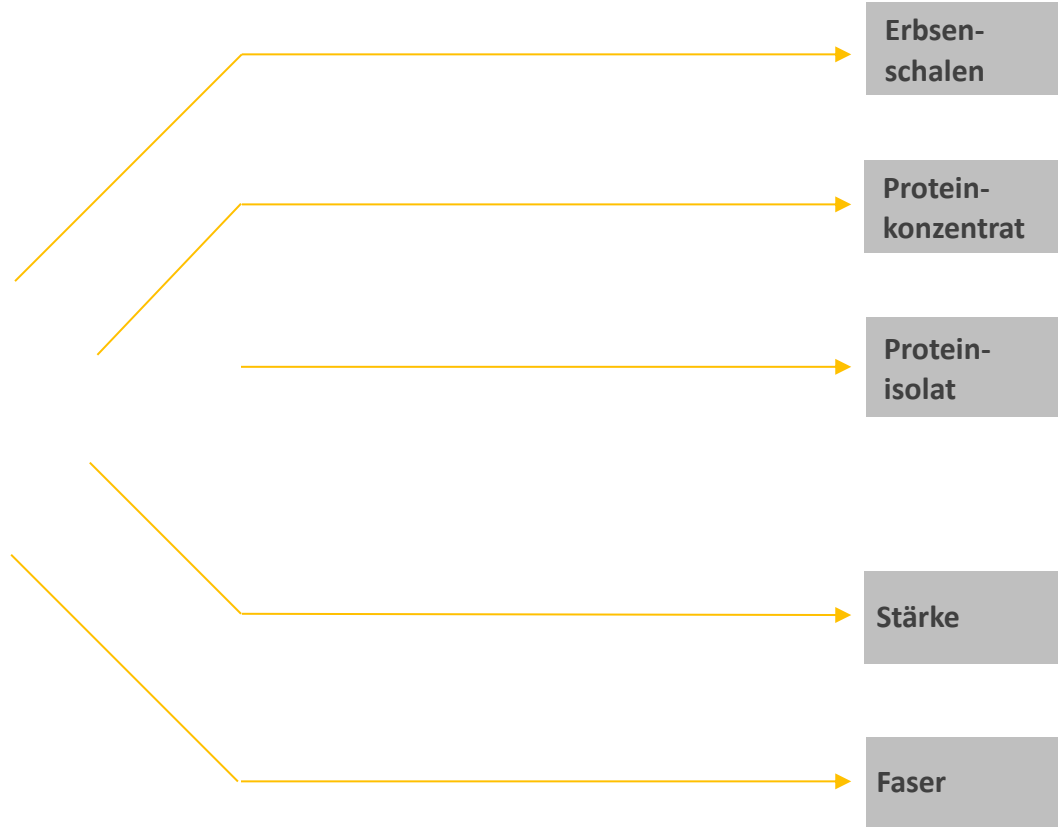 Erbsen-
schalen
Protein-
konzentrat
Protein-
isolat
Stärke
Faser